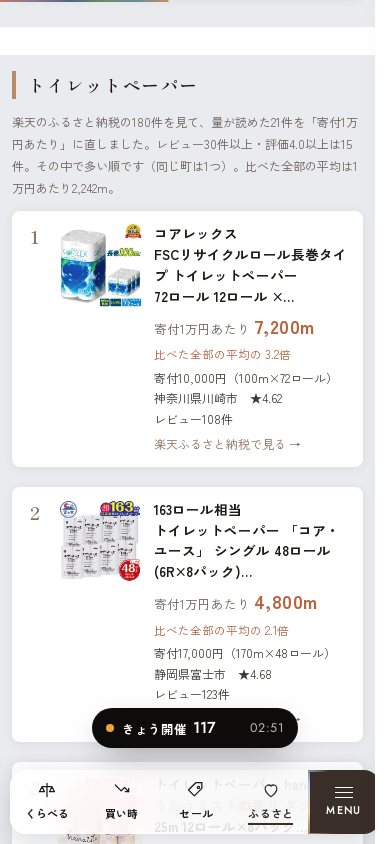 トイレットペーパー
楽天のふるさと納税の180件を見て、量が読めた21件を「寄付1万
円あたり」に直しました。レビュー30件以上・評価4.0以上は15
件。その中で多い順です（同じ町は1つ）。比べた全部の平均は1
万円あたり2,242m。
1
コアレックス
FSCリサイクルロール長巻タイ
プ トイレットペーパー
72ロール 12ロール ×...
寄付1万円あたり 7,200m
比べた全部の平均の 3.2倍
寄付10,000円（100m×72ロール）
神奈川県川崎市 ★4.62
レビュー108件
楽天ふるさと納税で見る →
2
163ロール相当
トイレットペーパー 「コア・
ユース」 シングル 48ロール
(6R×8パック)...
寄付1万円あたり 4,800m
比べた全部の平均の 2.1倍
寄付17,000円（170m×48ロール）
静岡県富士市 ★4.68
レビュー123件
きょう開催 117 02:51
くらべる
買い時
セール
ふるさと
MENU